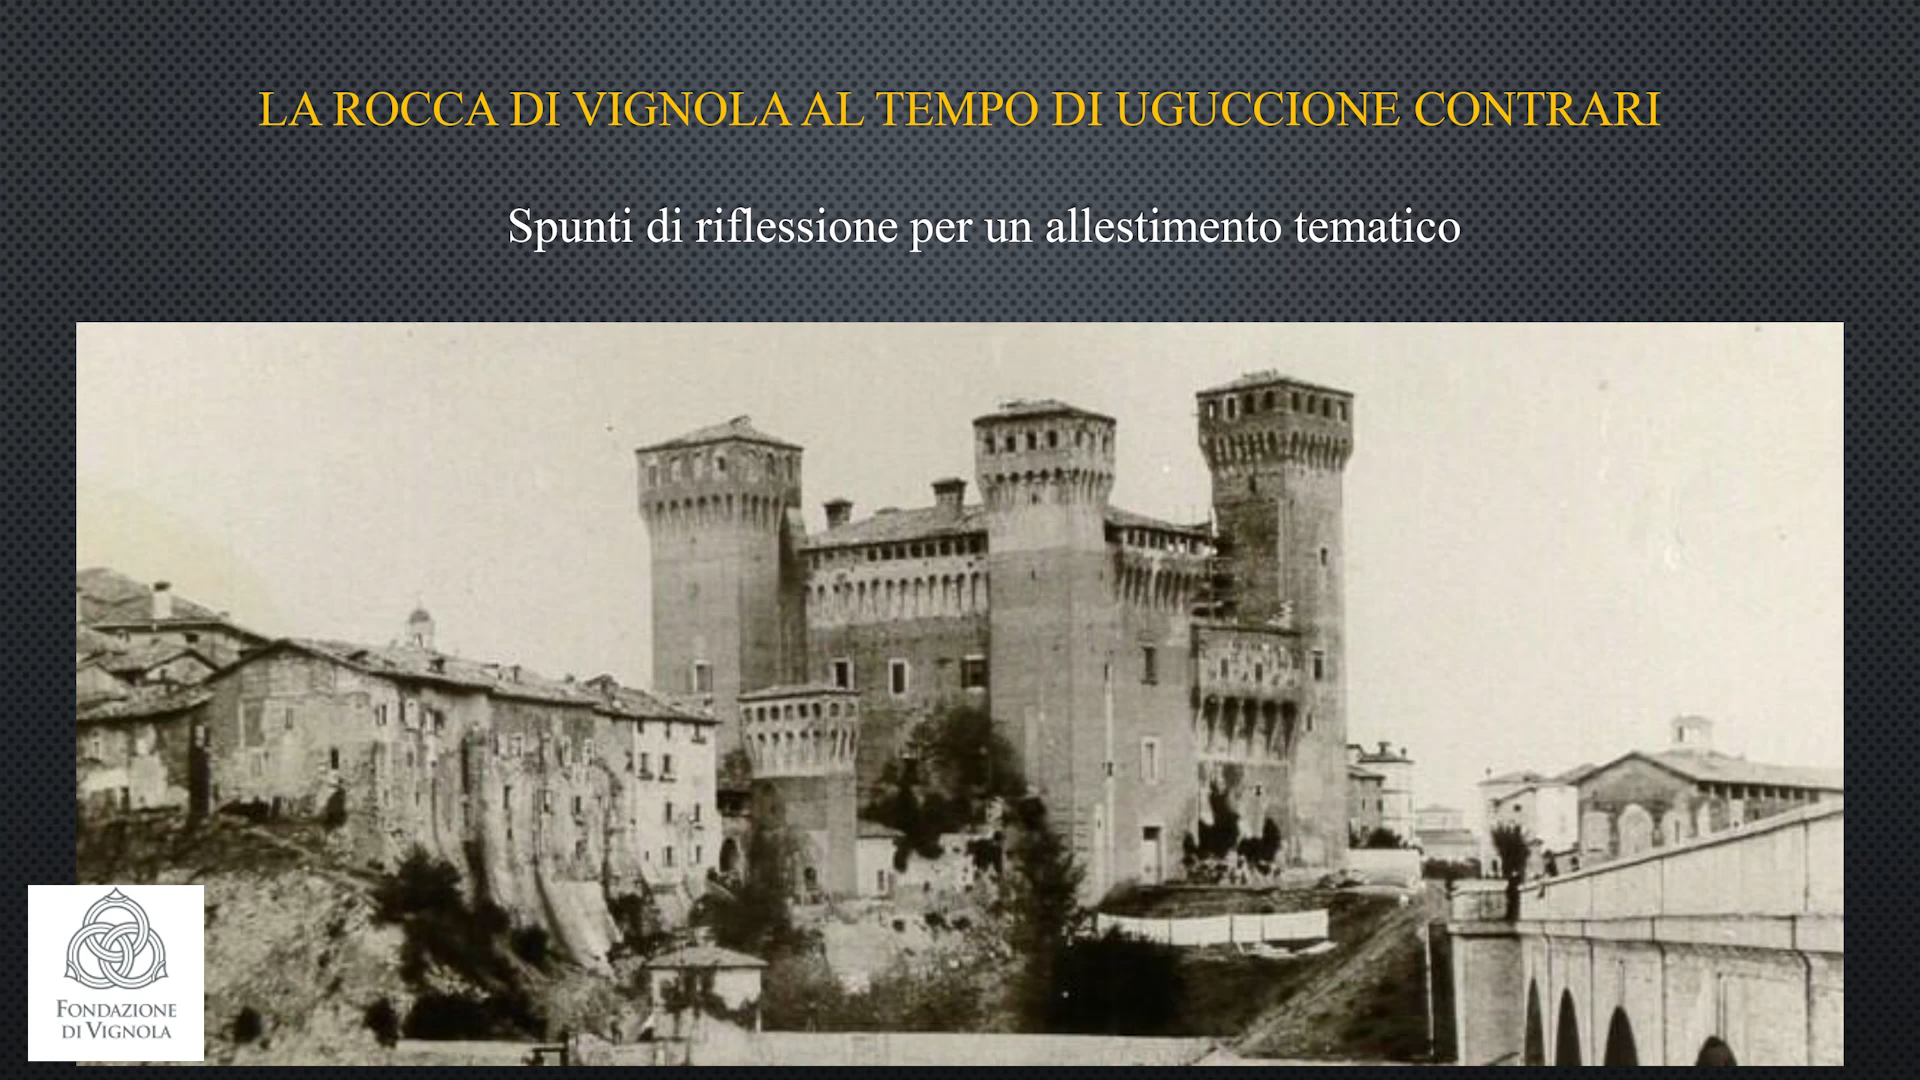 LA ROCCA DI VIGNOLA AL TEMPO DI UGUCCIONE CONTRARI
Spunti di riflessione per un allestimento tematico
FONDAZIONE
DI VIGNOLA